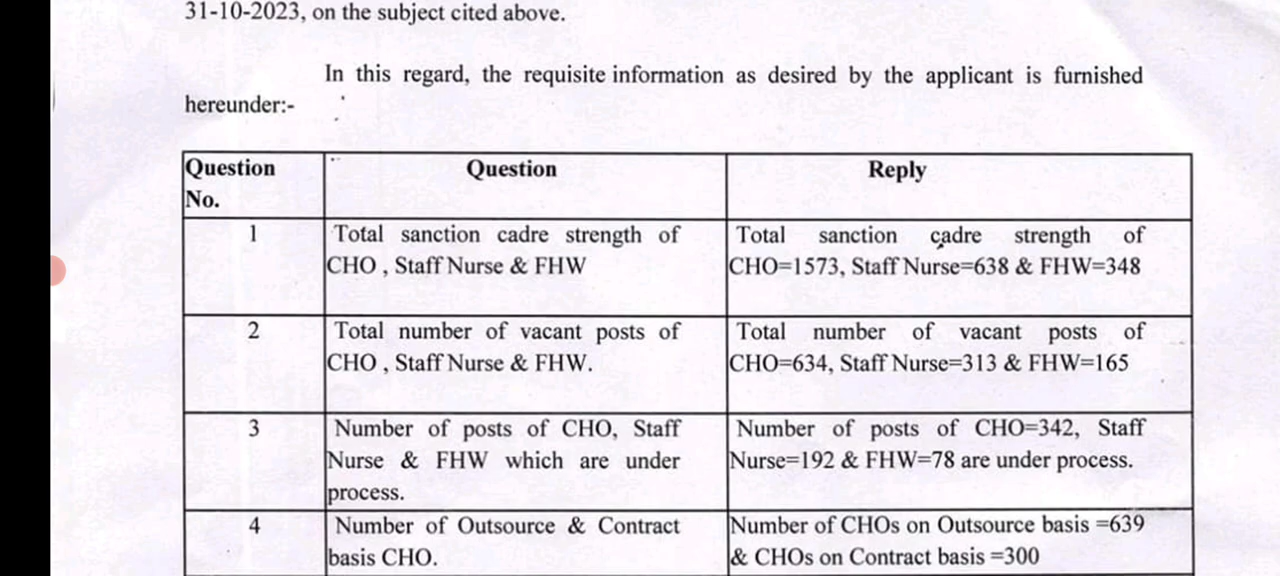 31-10-2023, on the subject cited above.
In this regard, the requisite information as desired by the applicant is furnished
hereunder:-
Question No. Question Reply
1 Total sanction cadre strength of CHO , Staff Nurse & FHW Total sanction cadre strength of CHO=1573, Staff Nurse=638 & FHW=348
2 Total number of vacant posts of CHO , Staff Nurse & FHW. Total number of vacant posts of CHO=634, Staff Nurse=313 & FHW=165
3 Number of posts of CHO, Staff Nurse & FHW which are under process. Number of posts of CHO=342, Staff Nurse=192 & FHW=78 are under process.
4 Number of Outsource & Contract basis CHO. Number of CHOs on Outsource basis =639 & CHOs on Contract basis =300